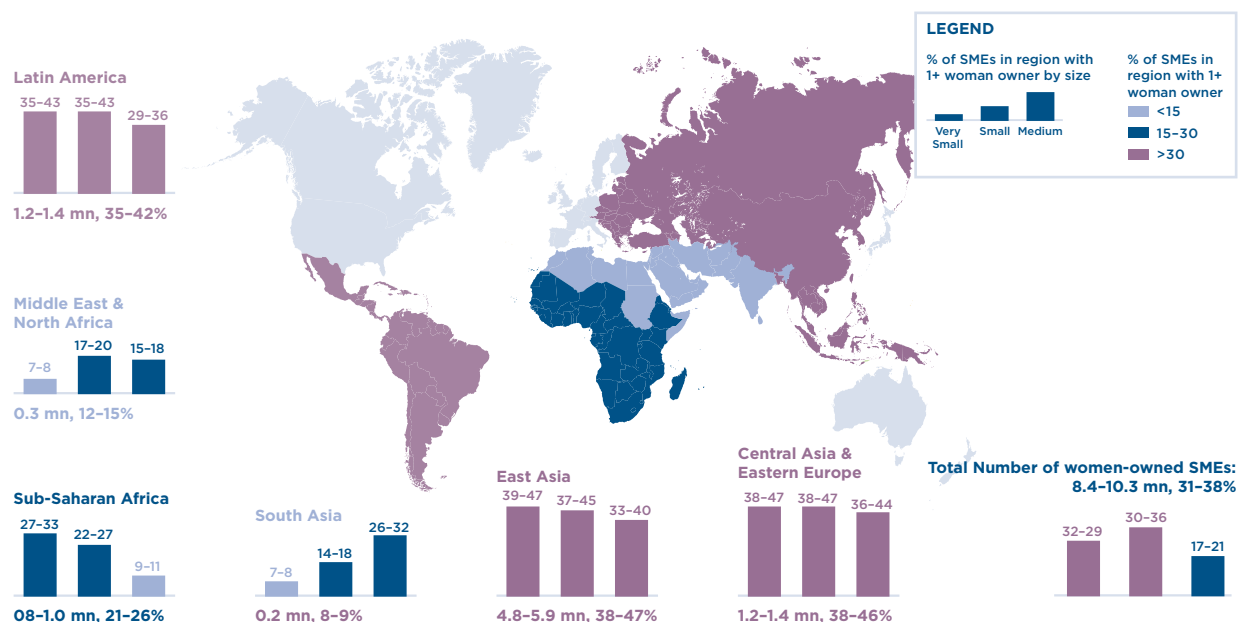 LEGEND
% of SMEs in region with
1+ woman owner by size
Very
Small
Small
Medium
% of SMEs in
region with 1+
woman owner
<15
15–30
>30
Latin America
35–43
35–43
29–36
1.2–1.4 mn, 35–42%
Middle East &
North Africa
7–8
17–20
15–18
0.3 mn, 12–15%
Sub-Saharan Africa
27–33
22–27
9–11
08–1.0 mn, 21–26%
South Asia
7–8
14–18
26–32
0.2 mn, 8–9%
East Asia
39–47
37–45
33–40
4.8–5.9 mn, 38–47%
Central Asia &
Eastern Europe
38–47
38–47
36–44
1.2–1.4 mn, 38–46%
Total Number of women-owned SMEs:
8.4–10.3 mn, 31–38%
32–29
30–36
17–21